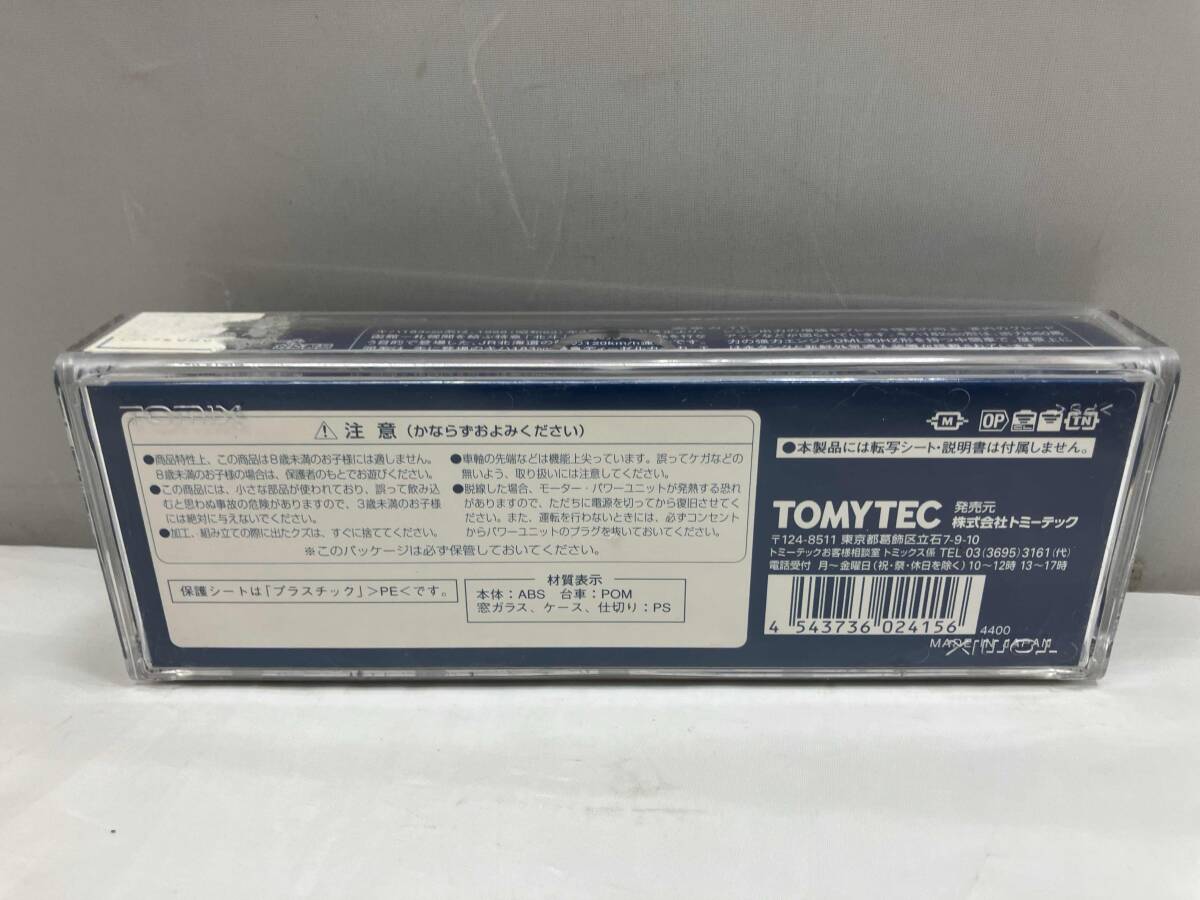 TOMIX
⚠ 注意 (かならずおよみください)
●商品特性上、この商品は8歳未満のお子様には適しません。
8歳未満のお子様の場合は、保護者のもとでお遊びください。
●この商品には、小さな部品が使われており、誤って飲み込
むと思わぬ事故の危険がありますので、3歳未満のお子様
には絶対に与えないでください。
●加工、組み立ての際に出たクズは、すぐに捨ててください。
●車軸の先端などは機能上尖っています。誤ってケガなどの
無いよう、取り扱いには注意してください。
●脱線した場合、モーター・パワーユニットが発熱する恐れ
がありますので、ただちに電源を切ってから復旧させてく
ださい。また、運転を行わないときには、必ずコンセント
からパワーユニットのプラグを抜いておいてください。
※このパッケージは必ず保管しておいてください。
保護シートは「プラスチック」>PE<です。
材質表示
本体:ABS 台車:POM
窓ガラス、ケース、仕切り:PS
M OP TN
●本製品には転写シート・説明書は付属しません。
TOMYTEC 発売元 株式会社トミーテック
〒124-8511 東京都葛飾区立石7-9-10
トミーテックお客様相談室 トミックス係 TEL 03(3695)3161(代)
電話受付 月〜金曜日(祝・祭・休日を除く)10〜12時 13〜17時
4 543736 024156
4400
MADE IN JAPAN
TOMIX